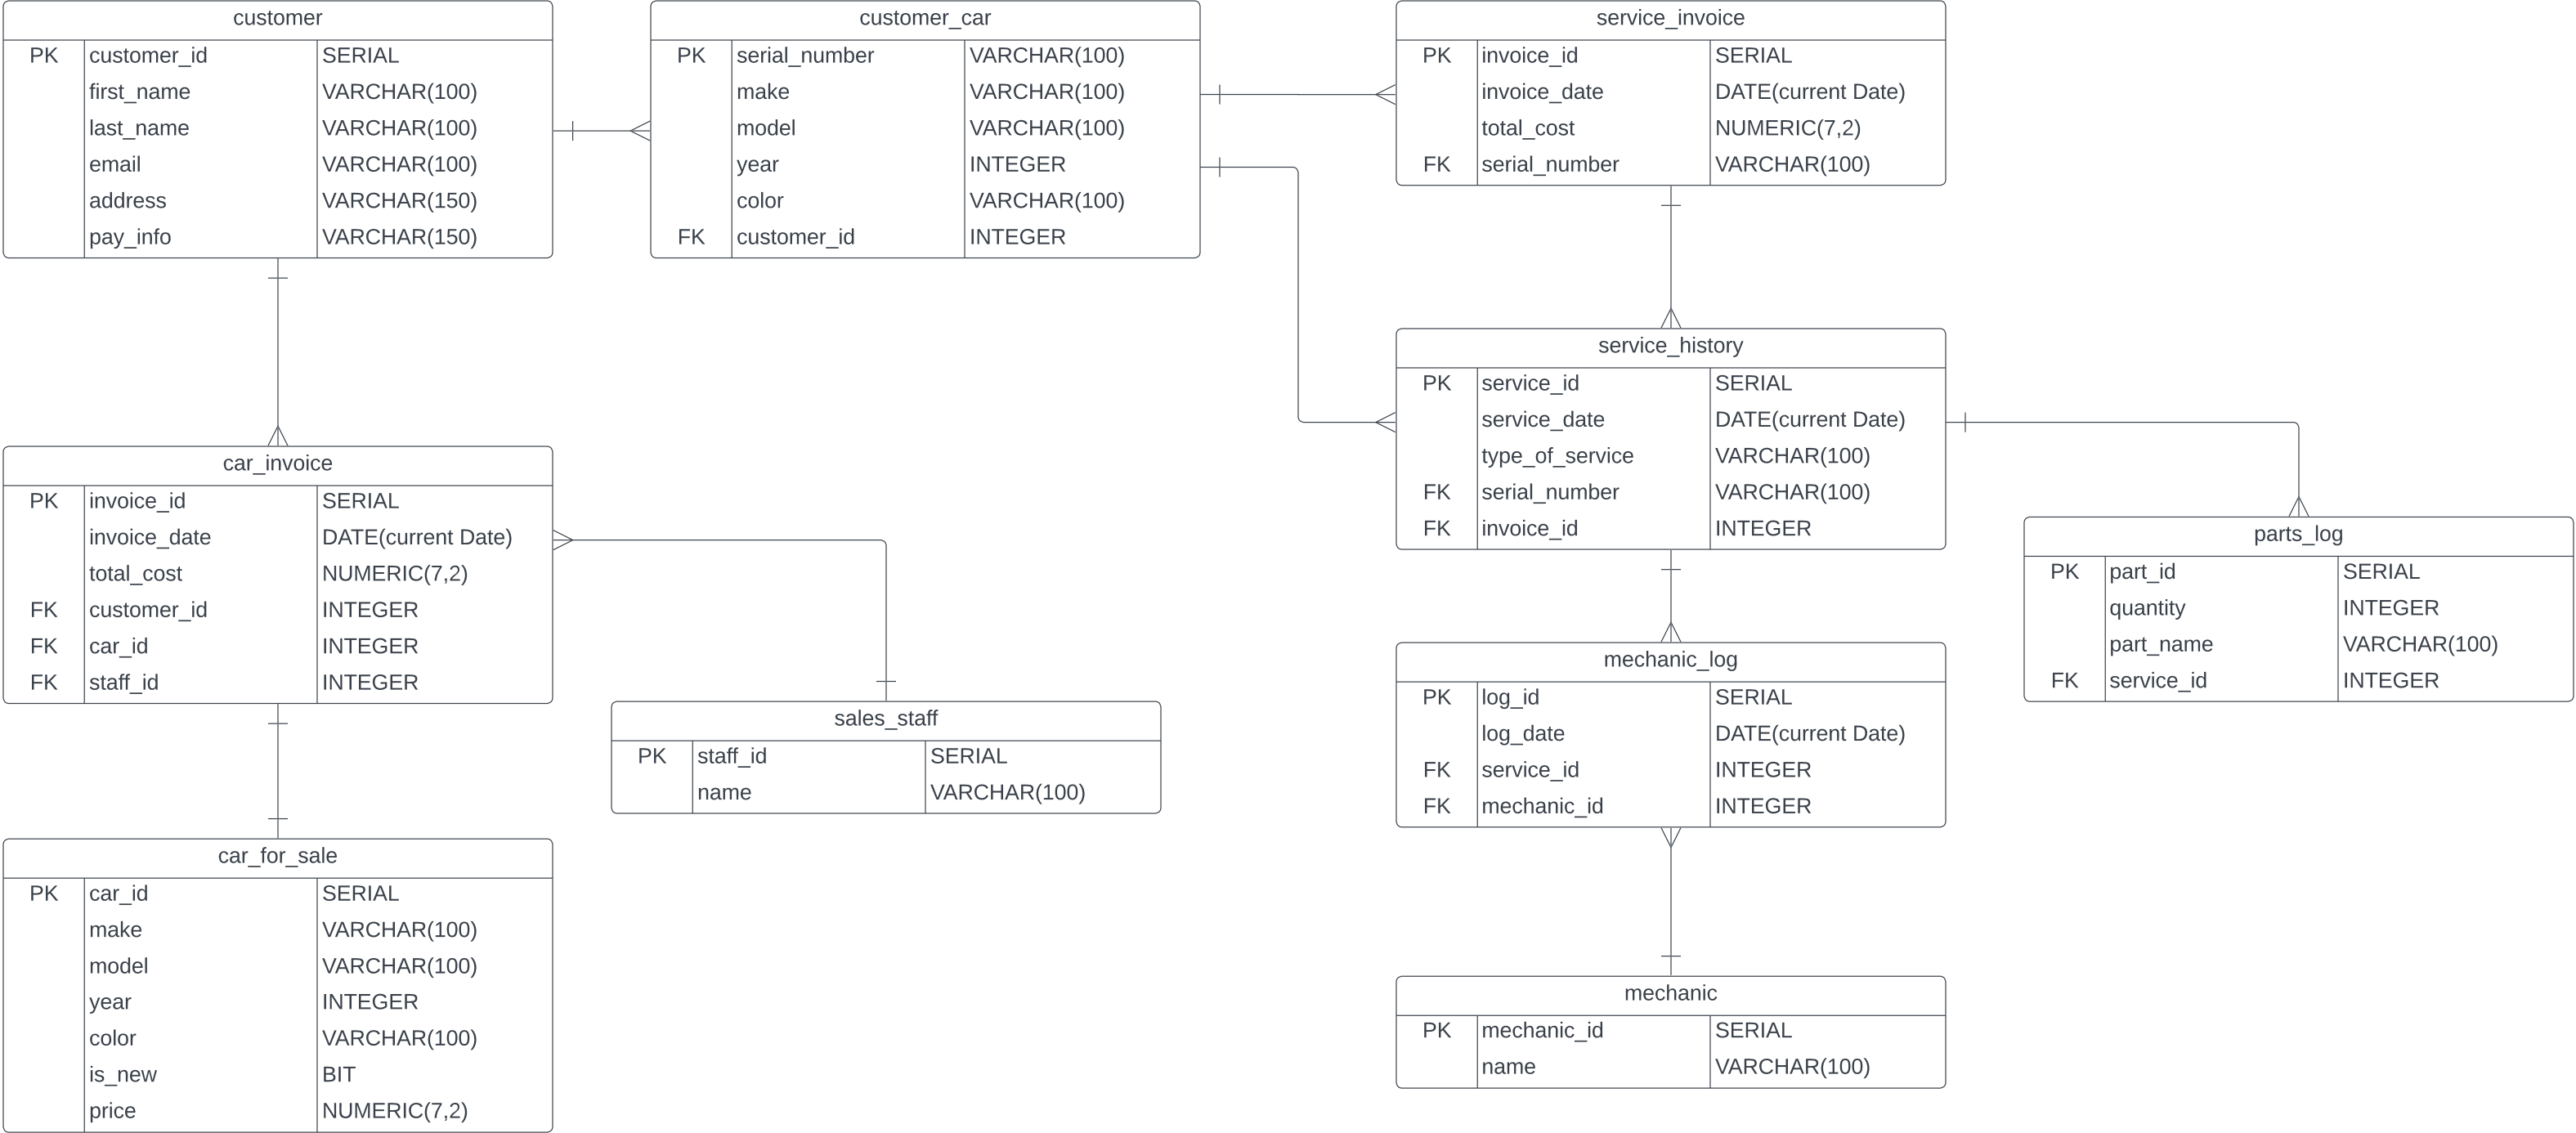 customer
PK customer_id SERIAL
first_name VARCHAR(100)
last_name VARCHAR(100)
email VARCHAR(100)
address VARCHAR(150)
pay_info VARCHAR(150)
customer_car
PK serial_number VARCHAR(100)
make VARCHAR(100)
model VARCHAR(100)
year INTEGER
color VARCHAR(100)
FK customer_id INTEGER
service_invoice
PK invoice_id SERIAL
invoice_date DATE(current Date)
total_cost NUMERIC(7,2)
FK serial_number VARCHAR(100)
service_history
PK service_id SERIAL
service_date DATE(current Date)
type_of_service VARCHAR(100)
FK serial_number VARCHAR(100)
FK invoice_id INTEGER
car_invoice
PK invoice_id SERIAL
invoice_date DATE(current Date)
total_cost NUMERIC(7,2)
FK customer_id INTEGER
FK car_id INTEGER
FK staff_id INTEGER
parts_log
PK part_id SERIAL
quantity INTEGER
part_name VARCHAR(100)
FK service_id INTEGER
mechanic_log
PK log_id SERIAL
log_date DATE(current Date)
FK service_id INTEGER
FK mechanic_id INTEGER
sales_staff
PK staff_id SERIAL
name VARCHAR(100)
car_for_sale
PK car_id SERIAL
make VARCHAR(100)
model VARCHAR(100)
year INTEGER
color VARCHAR(100)
is_new BIT
price NUMERIC(7,2)
mechanic
PK mechanic_id SERIAL
name VARCHAR(100)